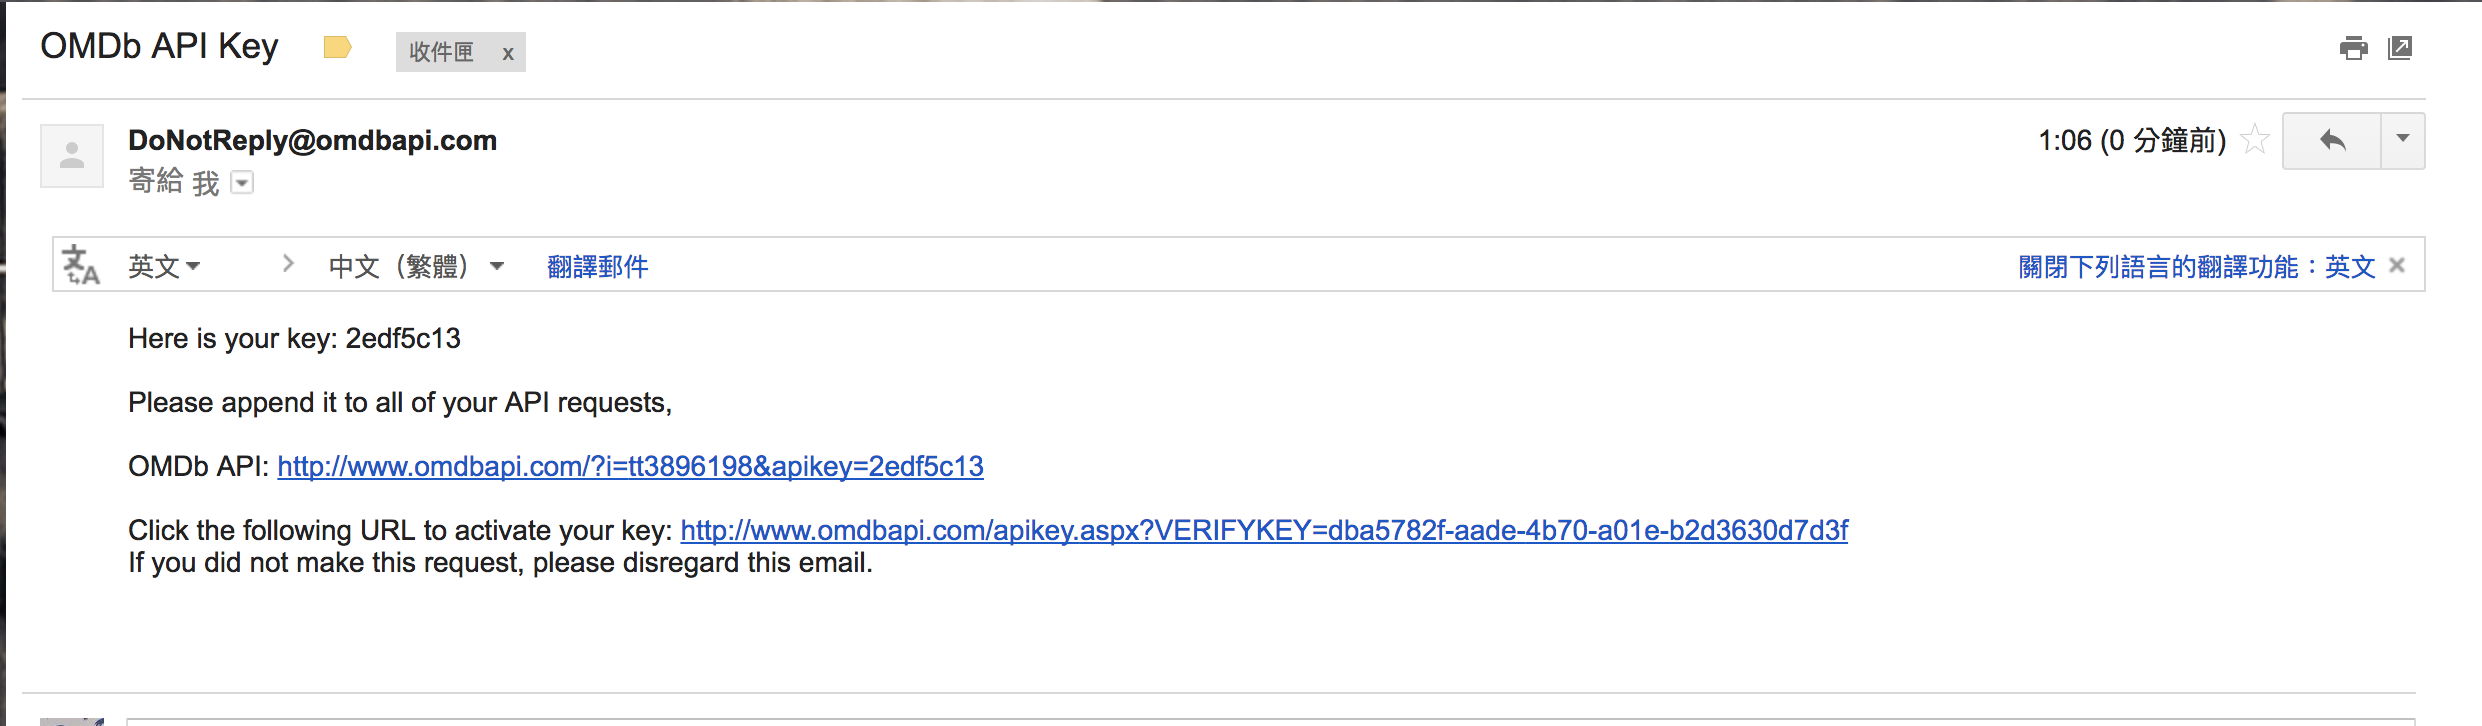 OMDb API Key 收件匣 x
DoNotReply@omdbapi.com 1:06 (0 分鐘前)
寄給 我
文A 英文 中文（繁體） 翻譯郵件 關閉下列語言的翻譯功能：英文
Here is your key: 2edf5c13
Please append it to all of your API requests,
OMDb API: http://www.omdbapi.com/?i=tt3896198&apikey=2edf5c13
Click the following URL to activate your key: http://www.omdbapi.com/apikey.aspx?VERIFYKEY=dba5782f-aade-4b70-a01e-b2d3630d7d3f
If you did not make this request, please disregard this email.